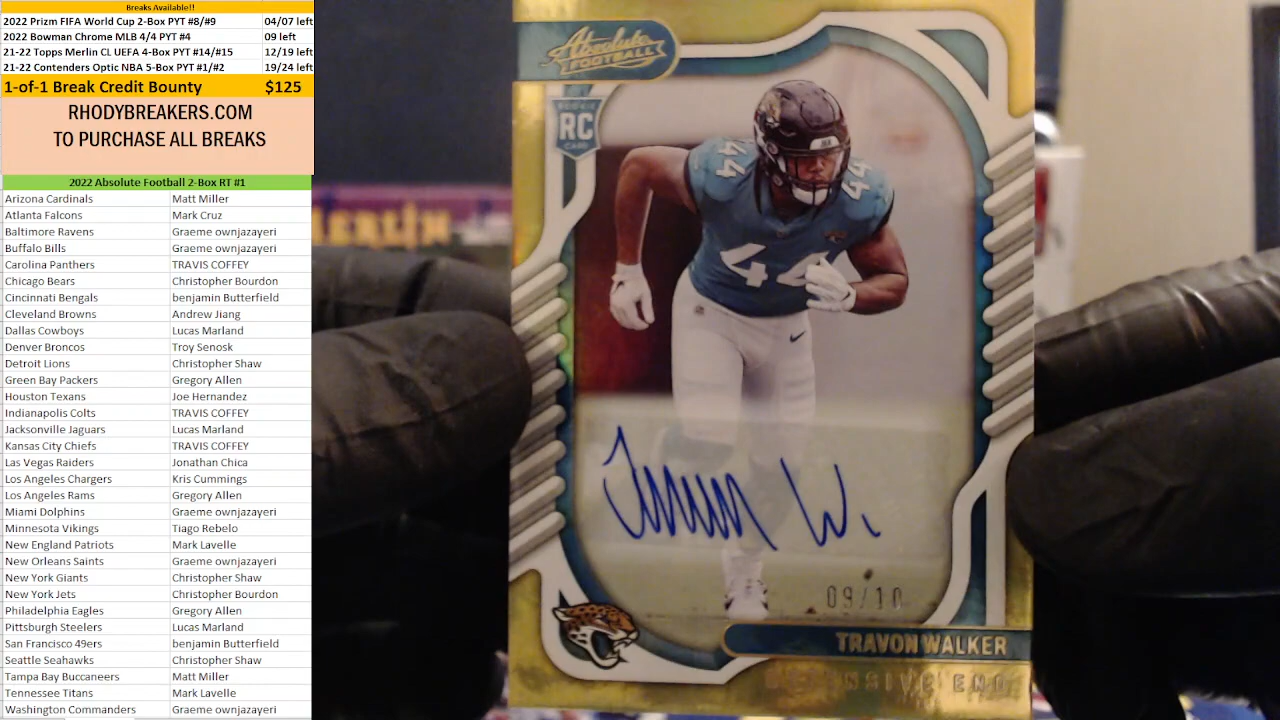 Breaks Available!!
2022 Prizm FIFA World Cup 2-Box PYT #8/#9 04/07 left
2022 Bowman Chrome MLB 4/4 PYT #4 09 left
21-22 Topps Merlin CL UEFA 4-Box PYT #14/#15 12/19 left
21-22 Contenders Optic NBA 5-Box PYT #1/#2 19/24 left
1-of-1 Break Credit Bounty $125
RHODYBREAKERS.COM
TO PURCHASE ALL BREAKS
2022 Absolute Football 2-Box RT #1
Arizona Cardinals Matt Miller
Atlanta Falcons Mark Cruz
Baltimore Ravens Graeme ownjazayeri
Buffalo Bills Graeme ownjazayeri
Carolina Panthers TRAVIS COFFEY
Chicago Bears Christopher Bourdon
Cincinnati Bengals benjamin Butterfield
Cleveland Browns Andrew Jiang
Dallas Cowboys Lucas Marland
Denver Broncos Troy Senosk
Detroit Lions Christopher Shaw
Green Bay Packers Gregory Allen
Houston Texans Joe Hernandez
Indianapolis Colts TRAVIS COFFEY
Jacksonville Jaguars Lucas Marland
Kansas City Chiefs TRAVIS COFFEY
Las Vegas Raiders Jonathan Chica
Los Angeles Chargers Kris Cummings
Los Angeles Rams Gregory Allen
Miami Dolphins Graeme ownjazayeri
Minnesota Vikings Tiago Rebelo
New England Patriots Mark Lavelle
New Orleans Saints Graeme ownjazayeri
New York Giants Christopher Shaw
New York Jets Christopher Bourdon
Philadelphia Eagles Gregory Allen
Pittsburgh Steelers Lucas Marland
San Francisco 49ers benjamin Butterfield
Seattle Seahawks Christopher Shaw
Tampa Bay Buccaneers Matt Miller
Tennessee Titans Mark Lavelle
Washington Commanders Graeme ownjazayeri
Absolute
FOOTBALL
ROOKIE
RC
CARD
44
44
44
09/10
TRAVON WALKER
DEFENSIVE END